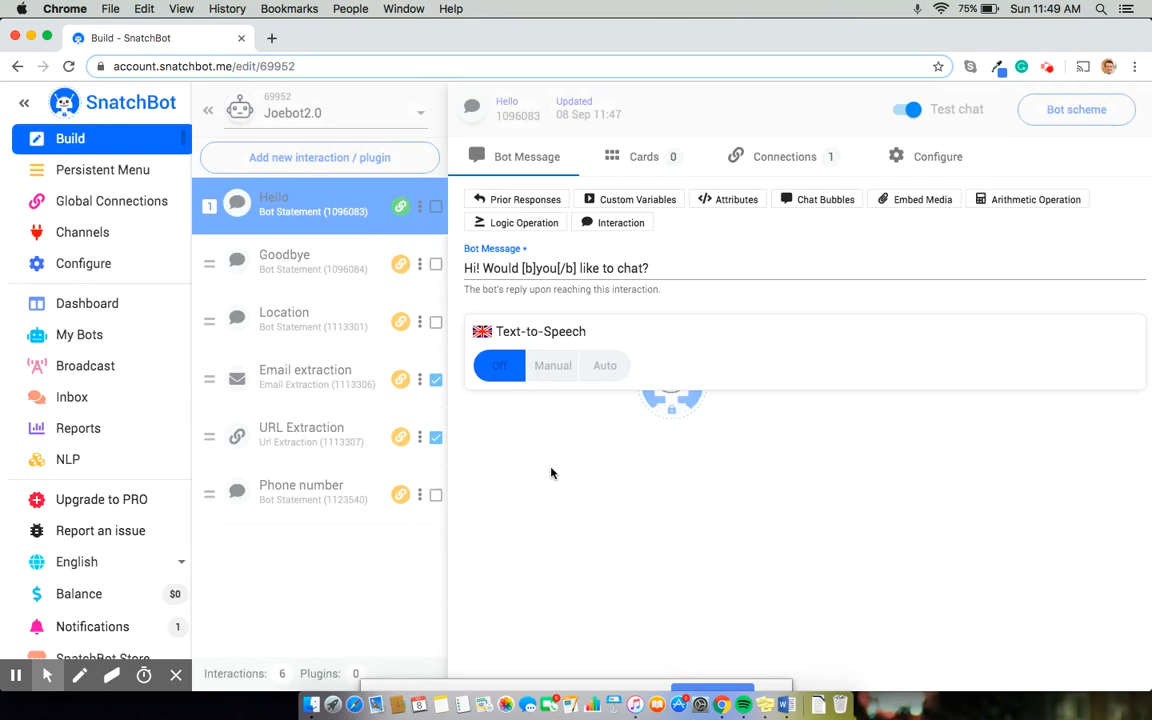 Chrome File Edit View History Bookmarks People Window Help 75% Sun 11:49 AM
Build - SnatchBot
account.snatchbot.me/edit/69952
SnatchBot
Build
Persistent Menu
Global Connections
Channels
Configure
Dashboard
My Bots
Broadcast
Inbox
Reports
NLP
Upgrade to PRO
Report an issue
English
Balance $0
Notifications 1
SnatchBot Store
69952
Joebot2.0
Add new interaction / plugin
1 Hello
Bot Statement (1096083)
Goodbye
Bot Statement (1096084)
Location
Bot Statement (1113301)
Email extraction
Email Extraction (1113306)
URL Extraction
Url Extraction (1113307)
Phone number
Bot Statement (1123540)
Interactions: 6 Plugins: 0
Hello Updated
1096083 08 Sep 11:47
Test chat
Bot scheme
Bot Message Cards 0 Connections 1 Configure
Prior Responses Custom Variables Attributes Chat Bubbles Embed Media Arithmetic Operation
Logic Operation Interaction
Bot Message •
Hi! Would [b]you[/b] like to chat?
The bot's reply upon reaching this interaction.
Text-to-Speech
Off Manual Auto